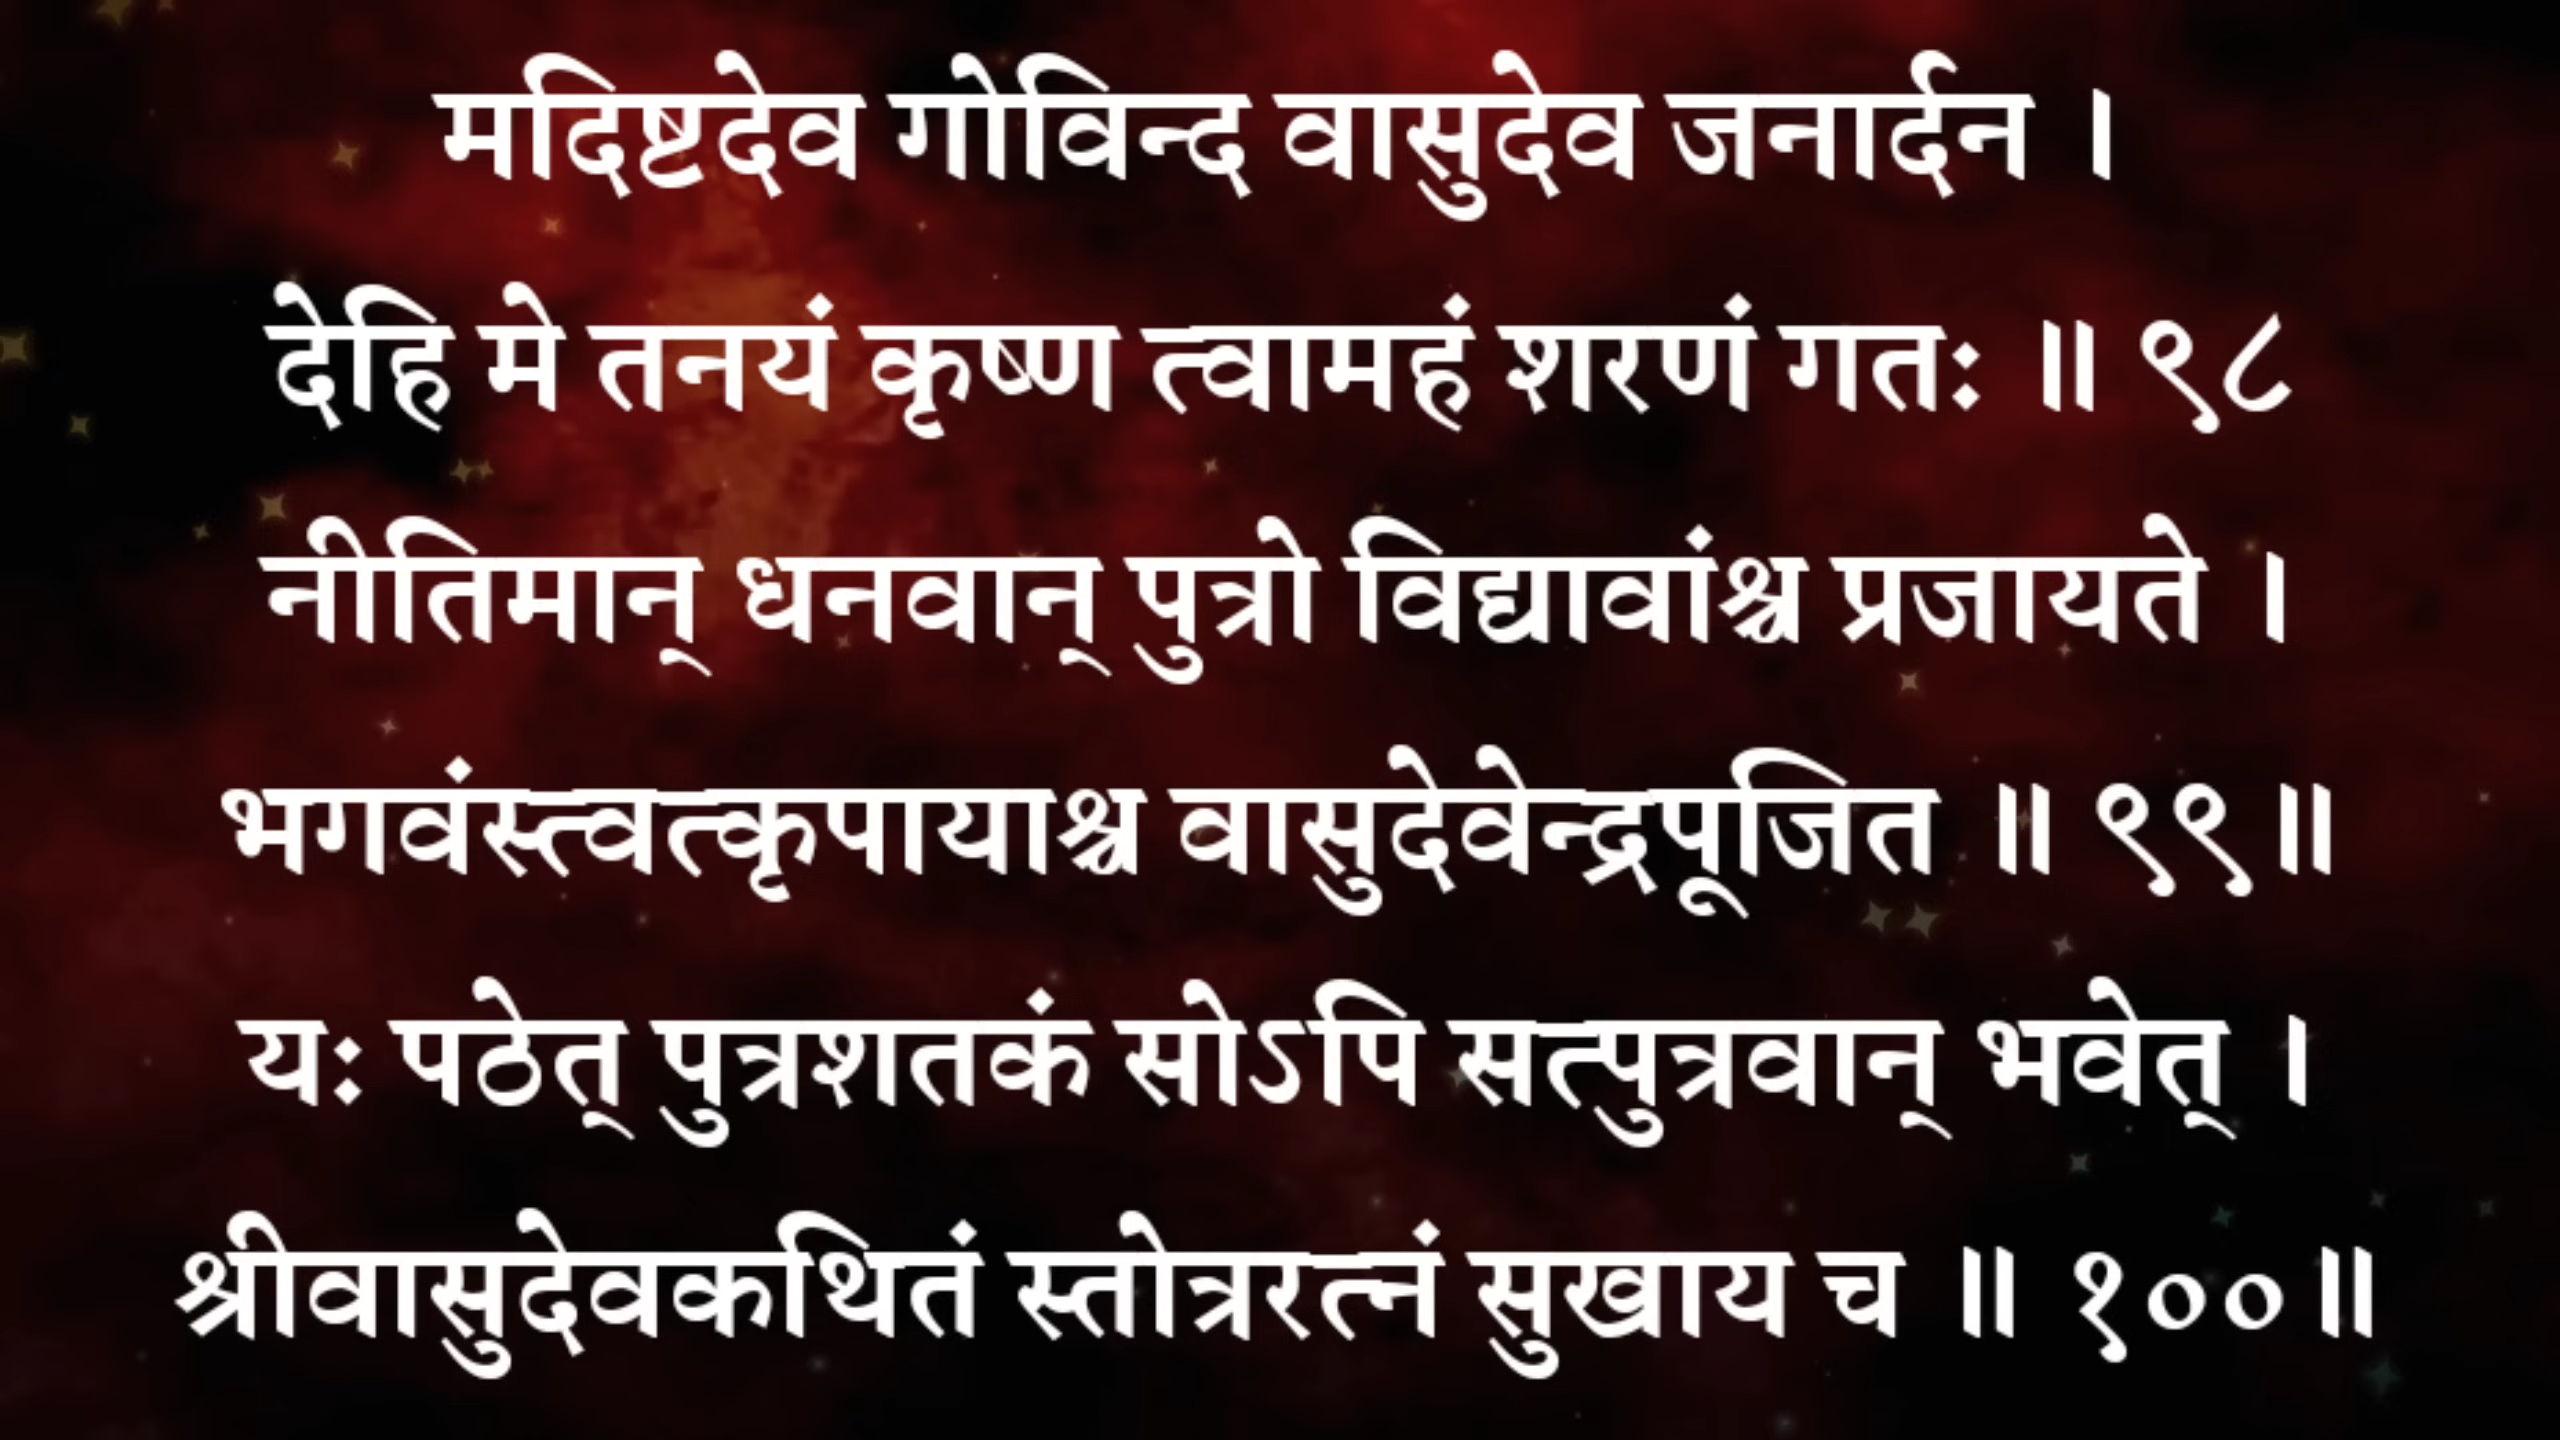 मदिष्टदेव गोविन्द वासुदेव जनार्दन ।
देहि मे तनयं कृष्ण त्वामहं शरणं गतः ॥ ९८
नीतिमान् धनवान् पुत्रो विद्यावांश्च प्रजायते ।
भगवंस्त्वत्कृपायाश्च वासुदेवेन्द्रपूजित ॥ ९९ ॥
यः पठेत् पुत्रशतकं सोऽपि सत्पुत्रवान् भवेत् ।
श्रीवासुदेवकथितं स्तोत्ररत्नं सुखाय च ॥ १०० ॥